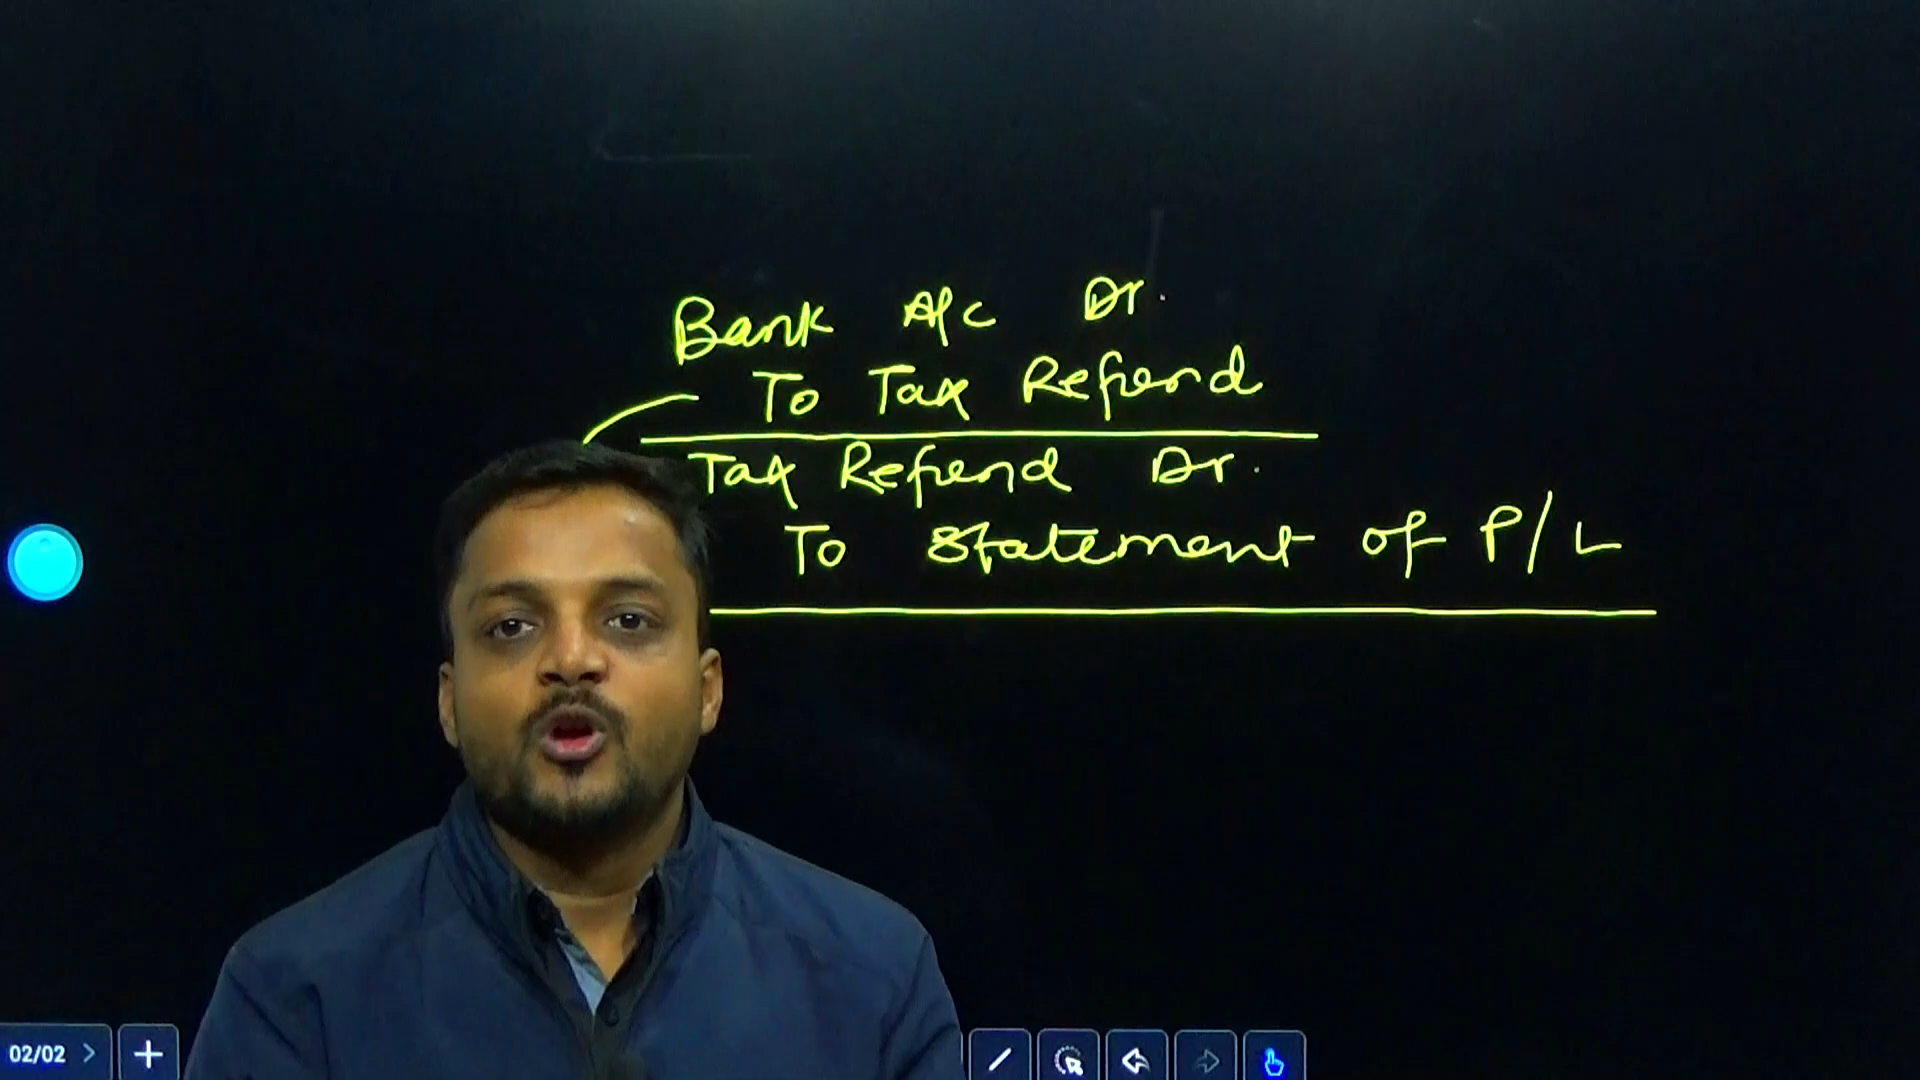 Bank A/c Dr.
To Tax Refund
Tax Refund Dr.
To Statement of P/L
02/02